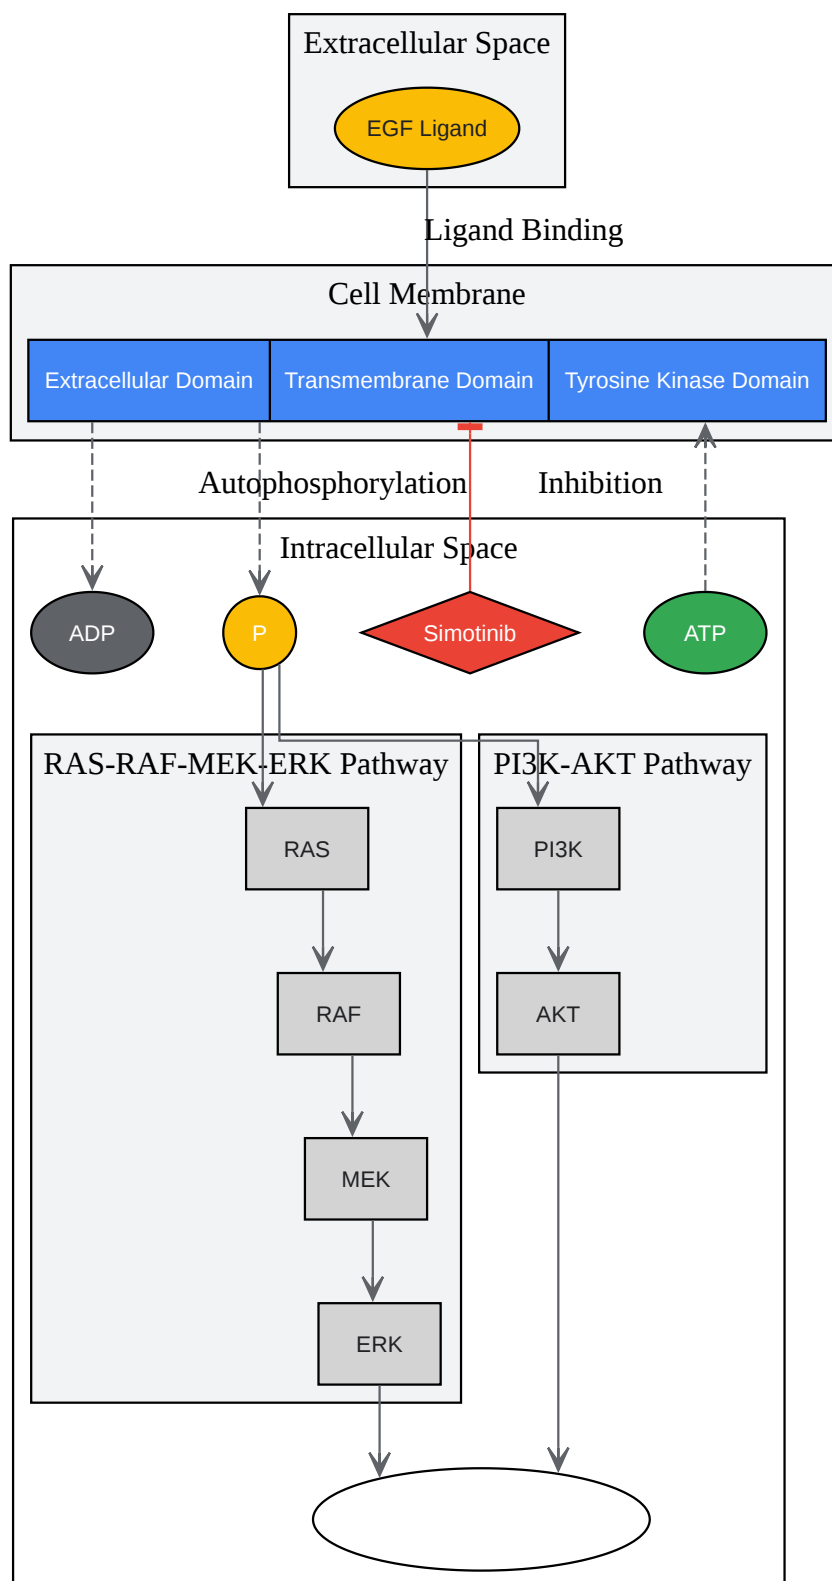 Extracellular Space
EGF Ligand
Ligand Binding
Cell Membrane
Extracellular Domain
Transmembrane Domain
Tyrosine Kinase Domain
Autophosphorylation
Inhibition
Intracellular Space
ADP
P
Simotinib
ATP
RAS-RAF-MEK-ERK Pathway
PI3K-AKT Pathway
RAS
PI3K
RAF
AKT
MEK
ERK